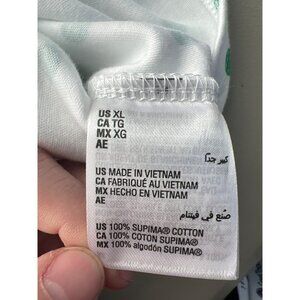 US XL
CA TG
MX XG
AE
كبير جداً
US MADE IN VIETNAM
CA FABRIQUÉ AU VIETNAM
MX HECHO EN VIETNAM
AE
صُنع في فيتنام
US 100% SUPIMA® COTTON
CA 100% COTON SUPIMA®
MX 100% algodón SUPIMA®